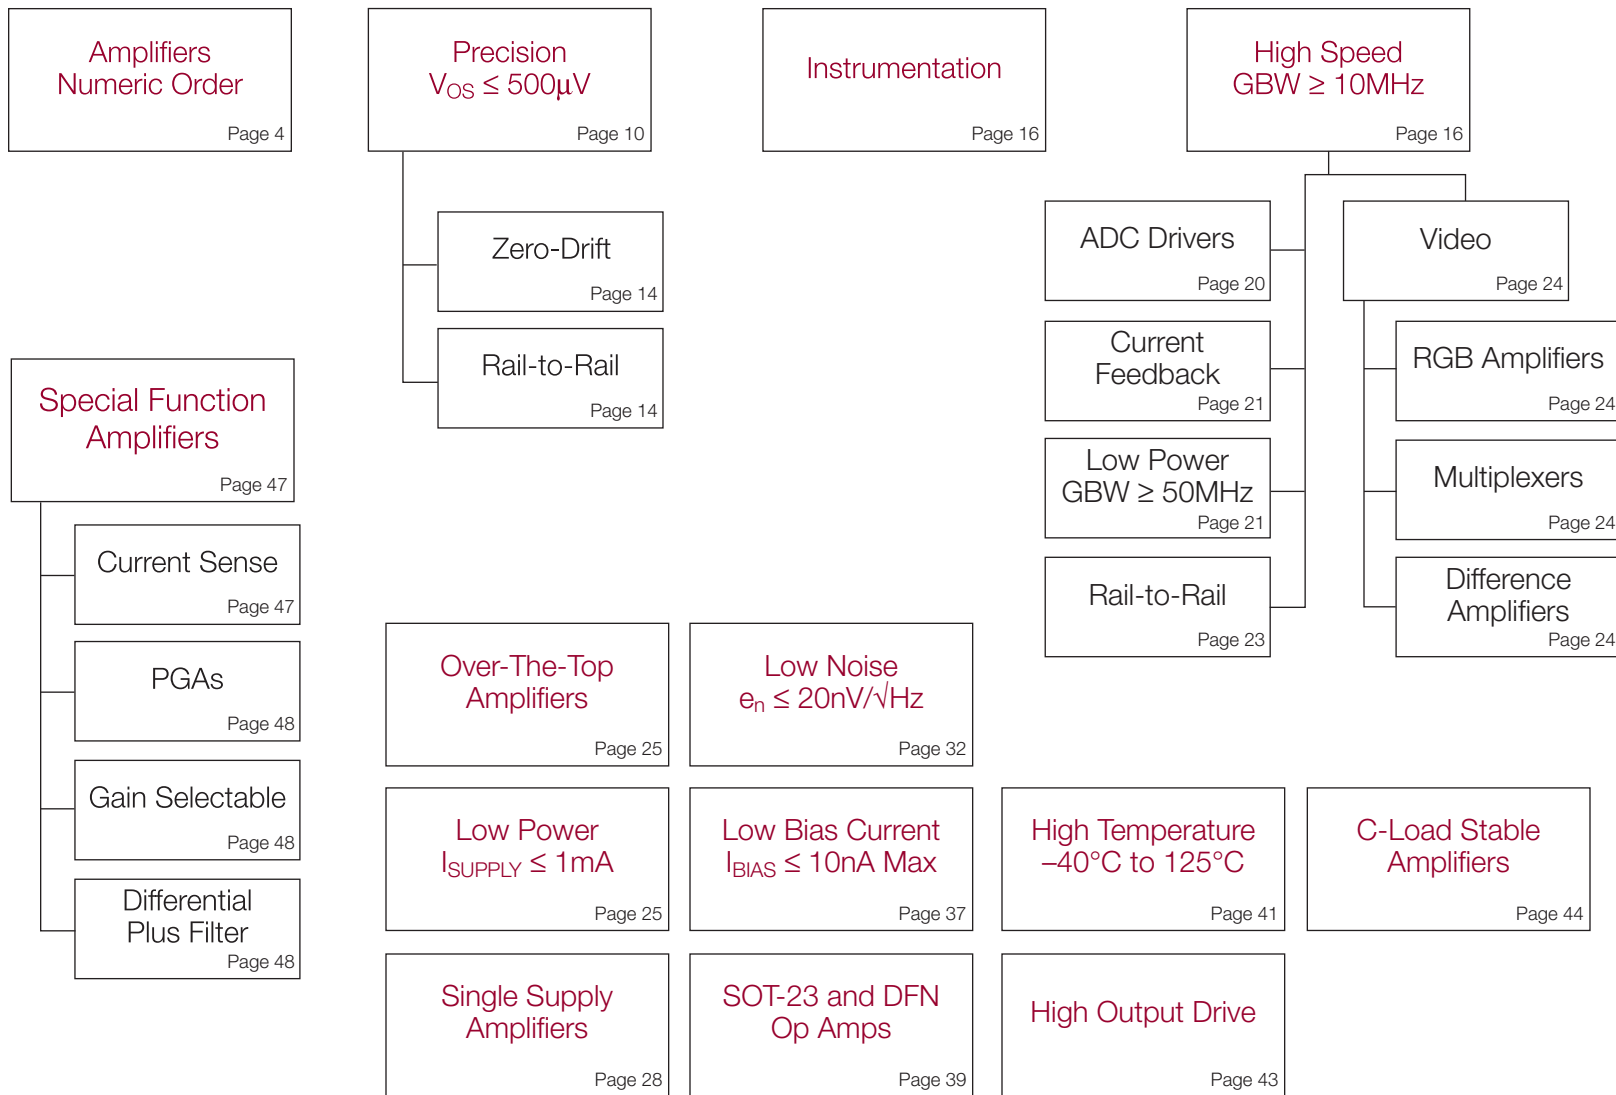 Amplifiers
Numeric Order
Page 4
Precision
VOS ≤ 500µV
Page 10
Instrumentation
Page 16
High Speed
GBW ≥ 10MHz
Page 16
Zero-Drift
Page 14
Rail-to-Rail
Page 14
ADC Drivers
Page 20
Video
Page 24
Current
Feedback
Page 21
RGB Amplifiers
Page 24
Low Power
GBW ≥ 50MHz
Page 21
Multiplexers
Page 24
Rail-to-Rail
Page 23
Difference
Amplifiers
Page 24
Special Function
Amplifiers
Page 47
Current Sense
Page 47
PGAs
Page 48
Gain Selectable
Page 48
Differential
Plus Filter
Page 48
Over-The-Top
Amplifiers
Page 25
Low Noise
en ≤ 20nV/√Hz
Page 32
Low Power
ISUPPLY ≤ 1mA
Page 25
Low Bias Current
IBIAS ≤ 10nA Max
Page 37
High Temperature
–40°C to 125°C
Page 41
C-Load Stable
Amplifiers
Page 44
Single Supply
Amplifiers
Page 28
SOT-23 and DFN
Op Amps
Page 39
High Output Drive
Page 43